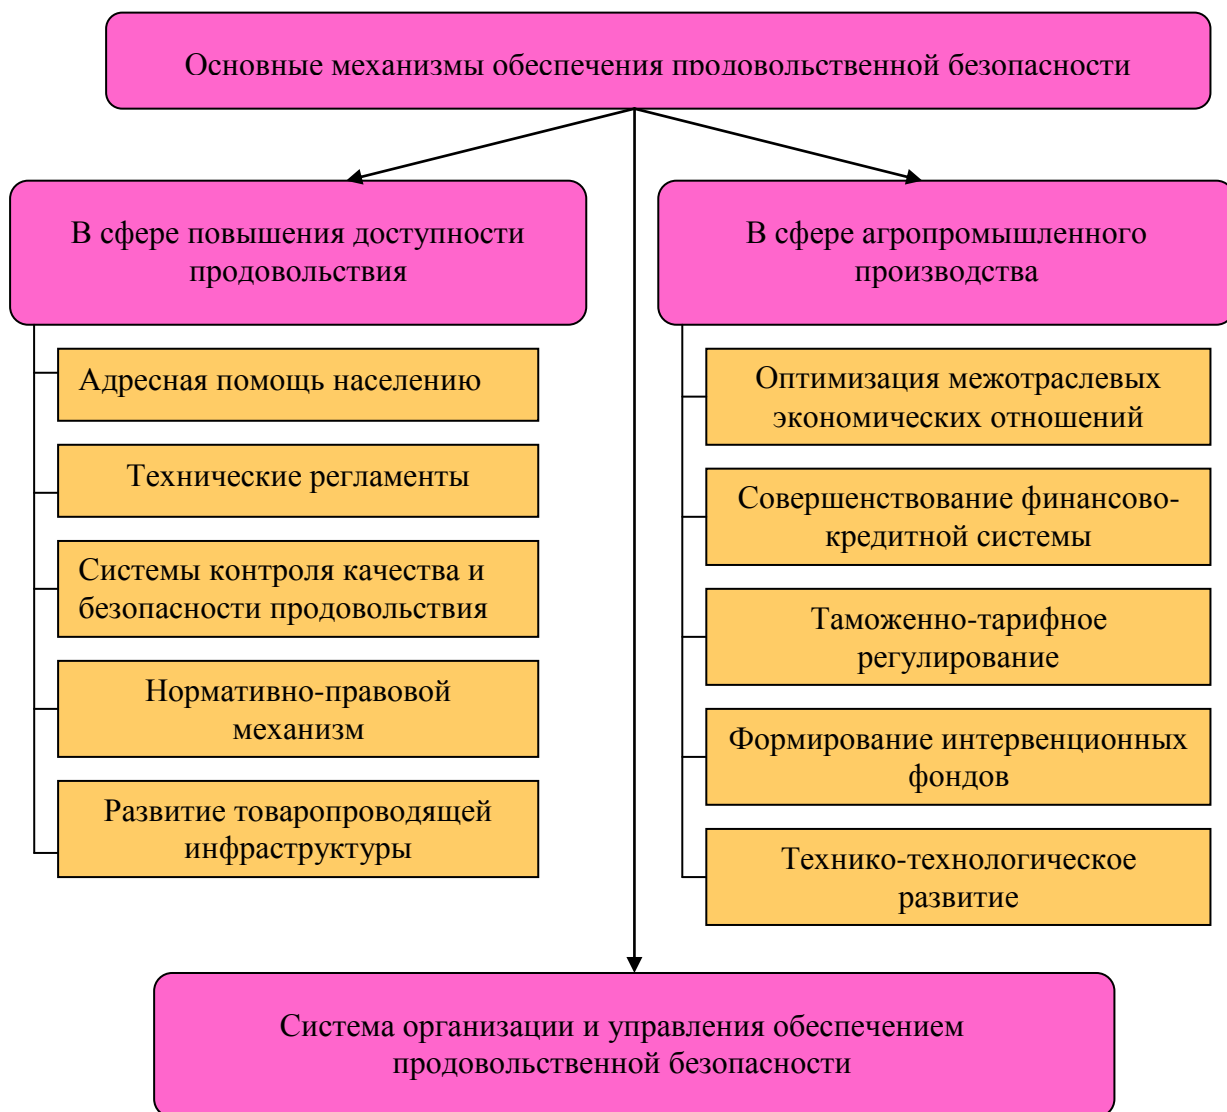 Основные механизмы обеспечения продовольственной безопасности
В сфере повышения доступности
продовольствия
Адресная помощь населению
Технические регламенты
Системы контроля качества и
безопасности продовольствия
Нормативно-правовой
механизм
Развитие товаропроводящей
инфраструктуры
В сфере агропромышленного
производства
Оптимизация межотраслевых
экономических отношений
Совершенствование финансово-
кредитной системы
Таможенно-тарифное
регулирование
Формирование интервенционных
фондов
Технико-технологическое
развитие
Система организации и управления обеспечением
продовольственной безопасности